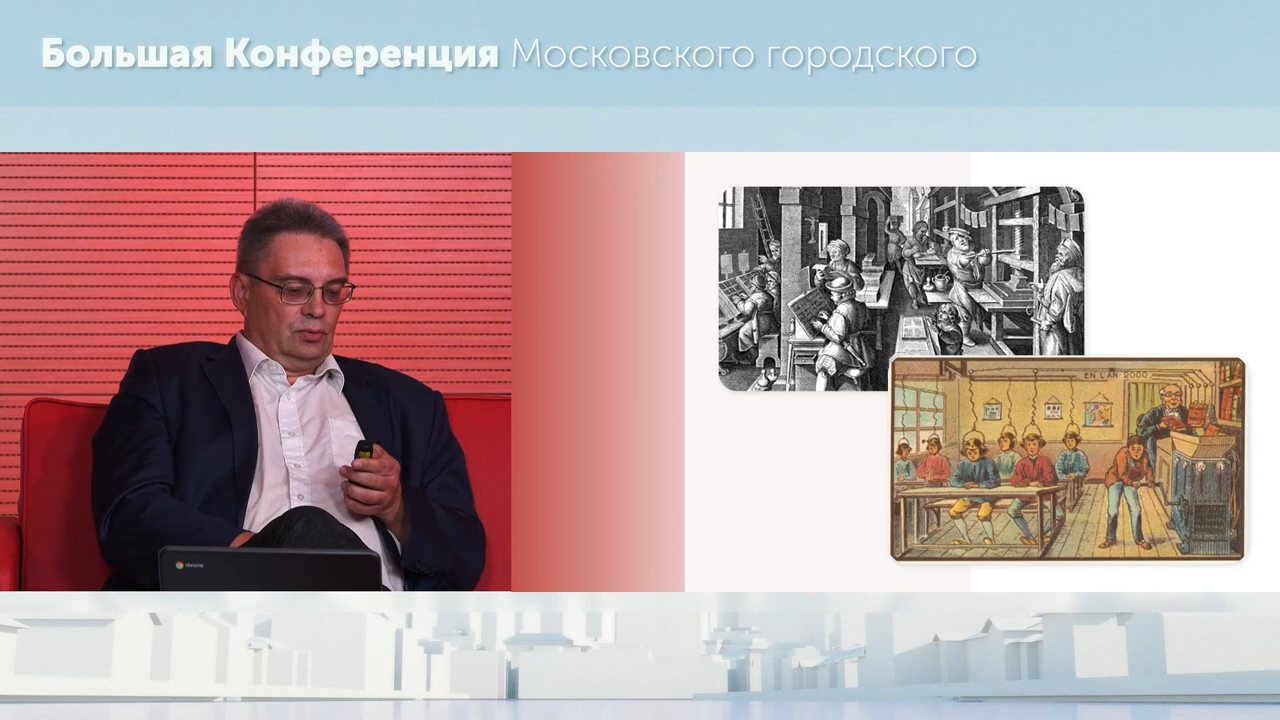 Большая Конференция Московского городского
EN L'AN 2000
chrome